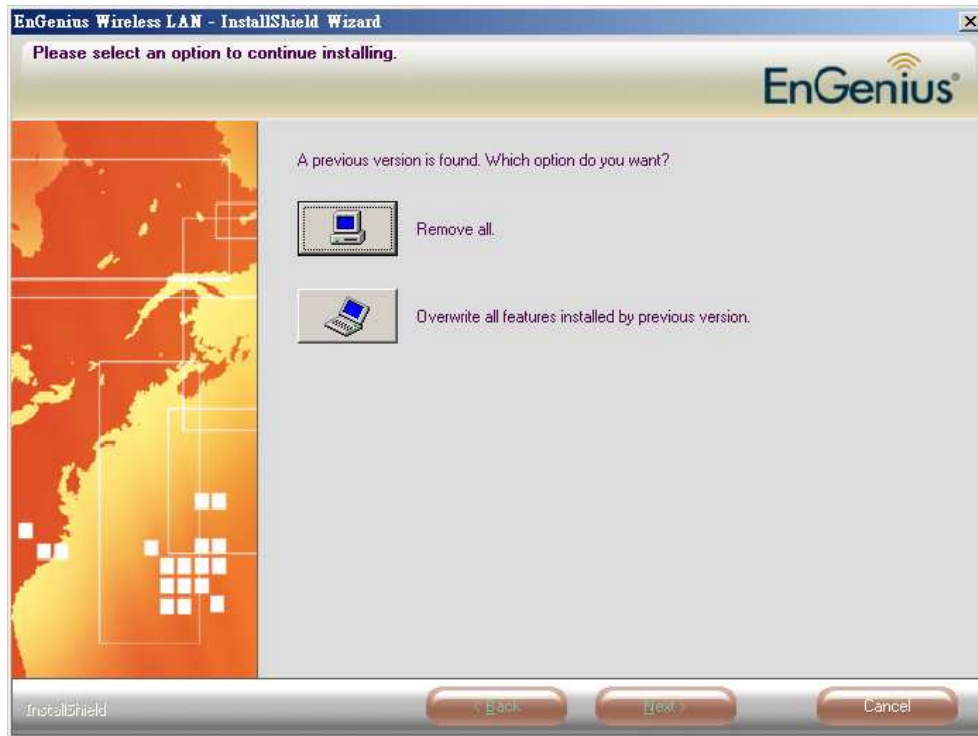 EnGenius Wireless LAN - InstallShield Wizard
Please select an option to continue installing.
EnGenius®
A previous version is found. Which option do you want?
Remove all.
Overwrite all features installed by previous version.
InstallShield
< Back
Next >
Cancel